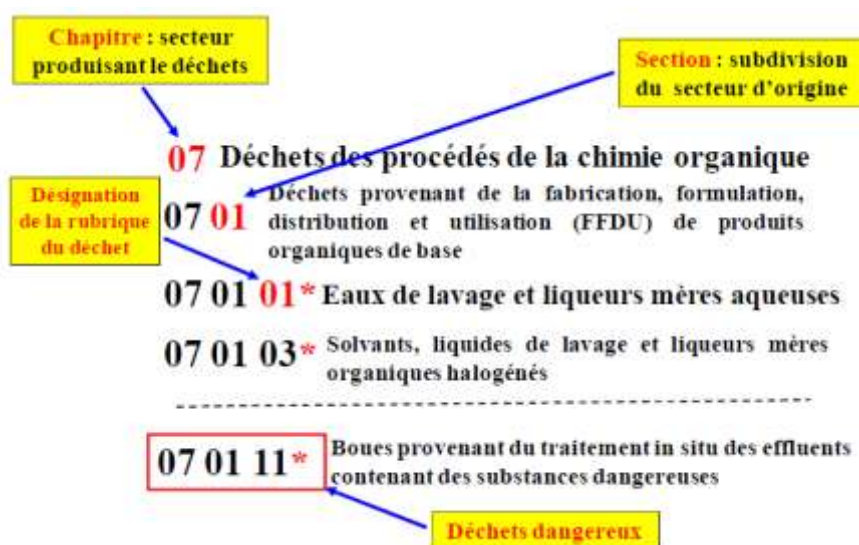 Chapitre : secteur
produisant le déchets
Section : subdivision
du secteur d'origine
07 Déchets des procédés de la chimie organique
Désignation
de la rubrique
du déchet
07 01 Déchets provenant de la fabrication, formulation,
distribution et utilisation (FFDU) de produits
organiques de base
07 01 01* Eaux de lavage et liqueurs mères aqueuses
07 01 03* Solvants, liquides de lavage et liqueurs mères
organiques halogénés
07 01 11* Boues provenant du traitement in situ des effluents
contenant des substances dangereuses
Déchets dangereux